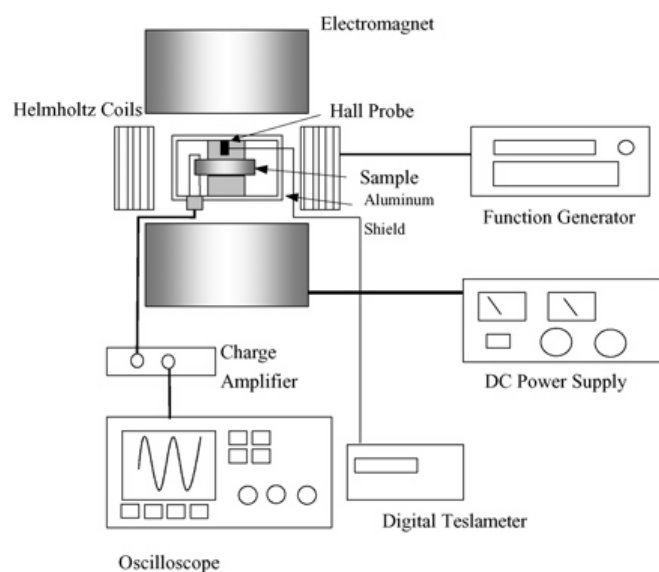 Electromagnet
Helmholtz Coils
Hall Probe
Sample
Aluminum
Shield
Function Generator
Charge
Amplifier
DC Power Supply
Digital Teslameter
Oscilloscope